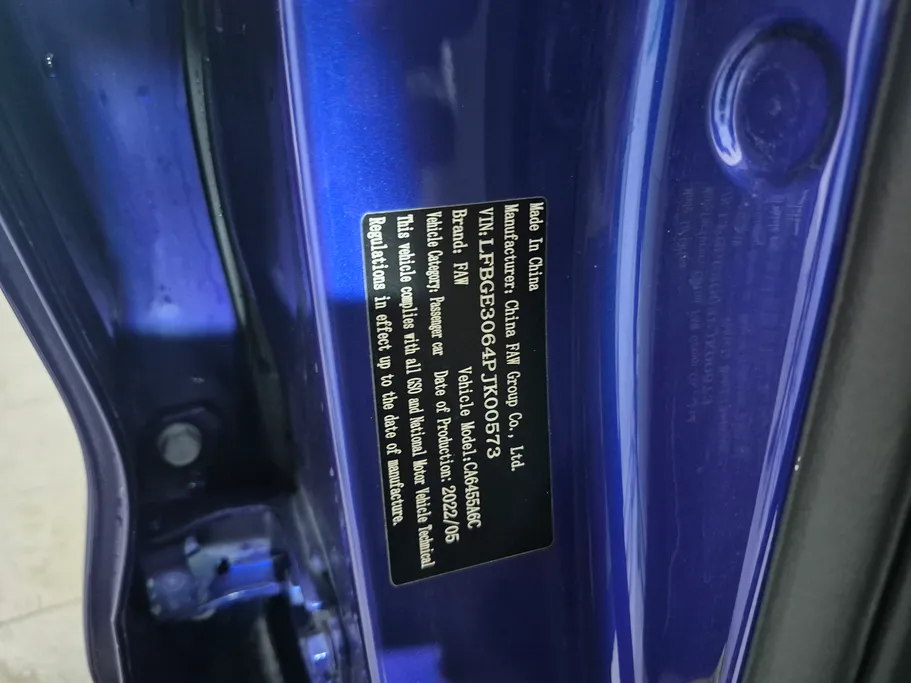 Made In China
Manufacturer: China FAW Group Co., Ltd.
VIN: LFBGE3064PJK00573
Brand: FAW Vehicle Model:CA6455A6C
Vehicle Category: Passenger car Date of Production: 2022/05
This vehicle complies with all GSO and National Motor Vehicle Technical
Regulations in effect up to the date of manufacture.